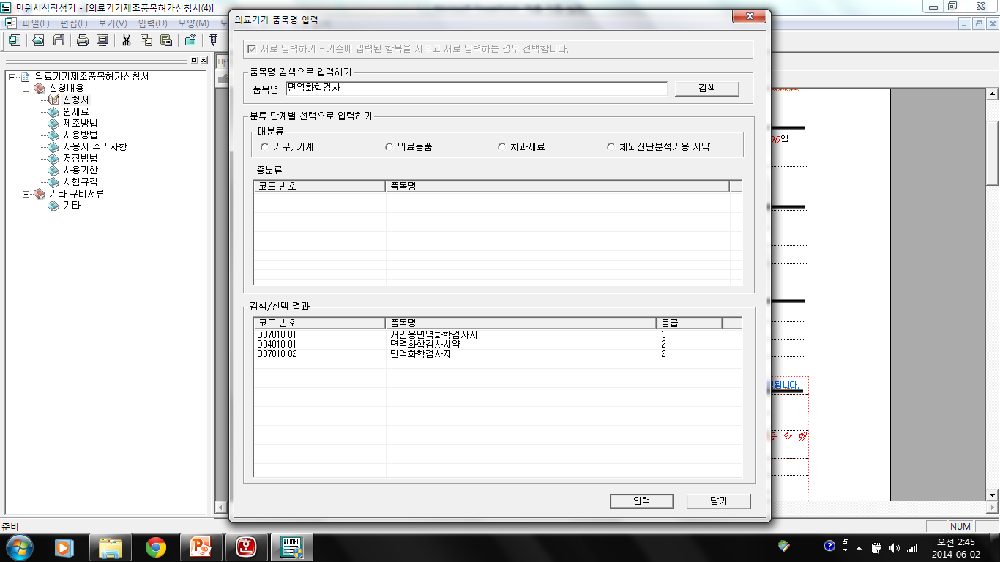 민원서식작성기 - [의료기기제조품목허가신청서(4)]
파일(F) 편집(E) 보기(V) 입력(D) 모양(M)
의료기기제조품목허가신청서
신청내용
신청서
원재료
제조방법
사용방법
사용시 주의사항
저장방법
사용기한
시험규격
기타 구비서류
기타
의료기기 품목명 입력
새로 입력하기 - 기존에 입력된 항목을 지우고 새로 입력하는 경우 선택합니다.
품목명 검색으로 입력하기
품목명 면역화학검사 검색
분류 단계별 선택으로 입력하기
대분류
기구, 기계 의료용품 치과재료 체외진단분석기용 시약
중분류
코드 번호 품목명
검색/선택 결과
코드 번호 품목명 등급
D07010.01 개인용면역화학검사지 3
D04010.01 면역화학검사시약 2
D07010.02 면역화학검사지 2
입력 닫기
00일
됩니다.
을 안 했
준비
NUM
오전 2:45
2014-06-02